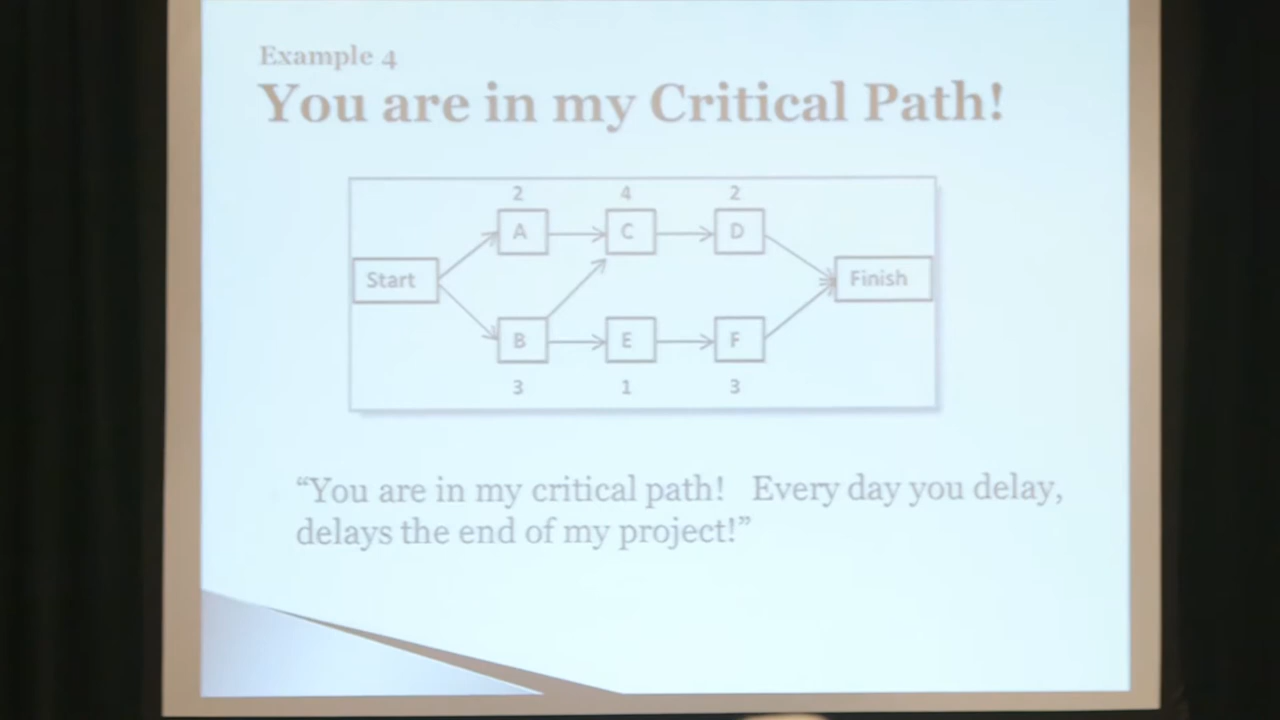 Example 4
You are in my Critical Path!
2 4 2
A C D
Start Finish
B E F
3 1 3
“You are in my critical path!   Every day you delay,
delays the end of my project!”